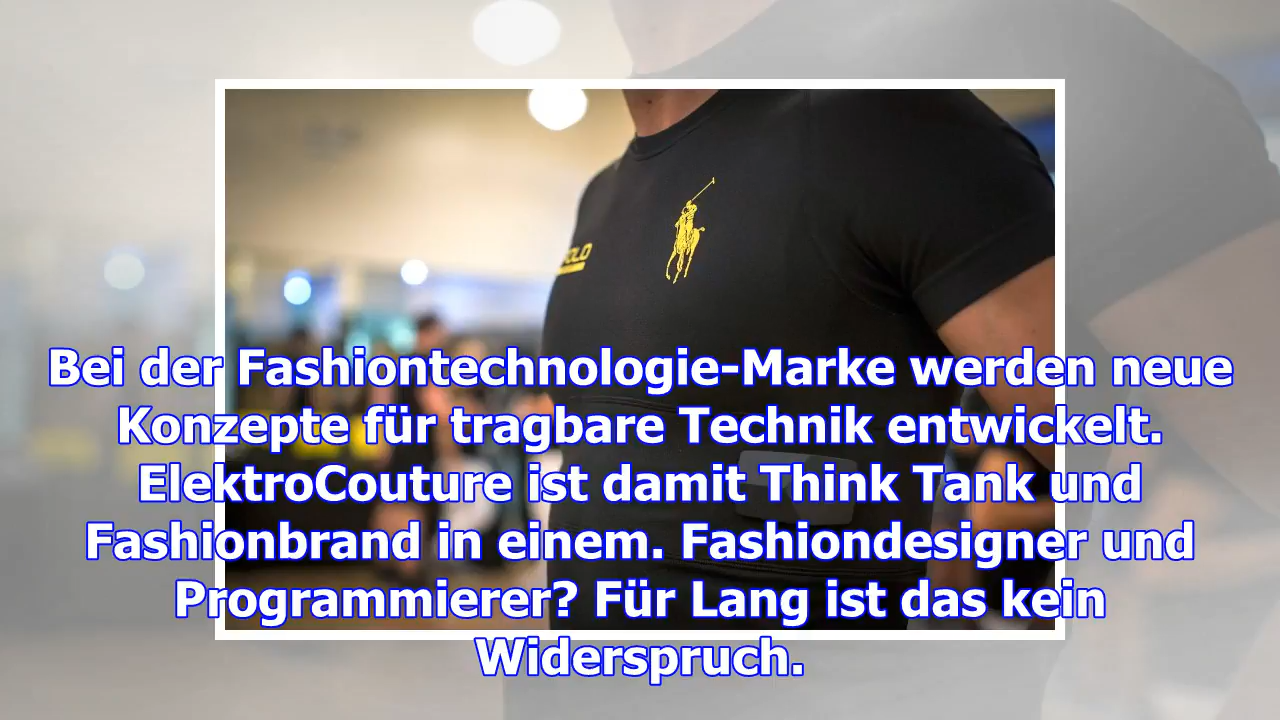 Bei der Fashiontechnologie-Marke werden neue
Konzepte für tragbare Technik entwickelt.
ElektroCouture ist damit Think Tank und
Fashionbrand in einem. Fashiondesigner und
Programmierer? Für Lang ist das kein
Widerspruch.